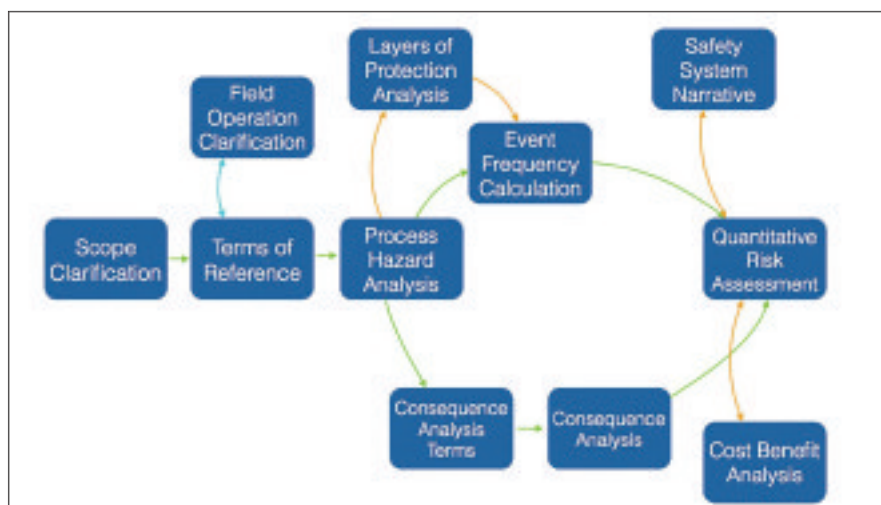 Layers of
Protection
Analysis
Safety
System
Narrative
Field
Operation
Clarification
Event
Frequency
Calculation
Scope
Clarification
Terms of
Reference
Process
Hazard
Analysis
Quantitative
Risk
Assessment
Consequence
Analysis
Terms
Consequence
Analysis
Cost Benefit
Analysis